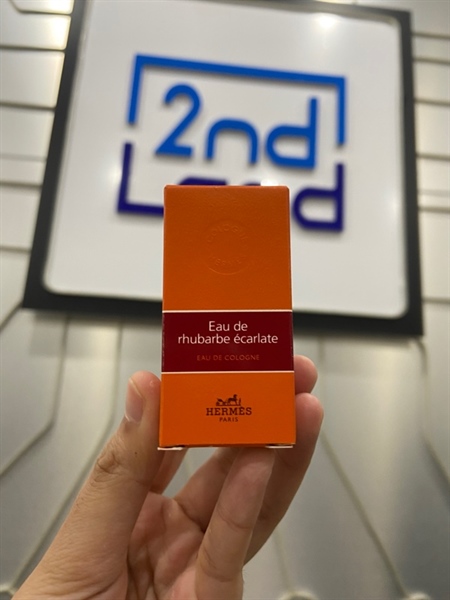 2nd
Eau de
rhubarbe écarlate
EAU DE COLOGNE
HERMÈS
PARIS